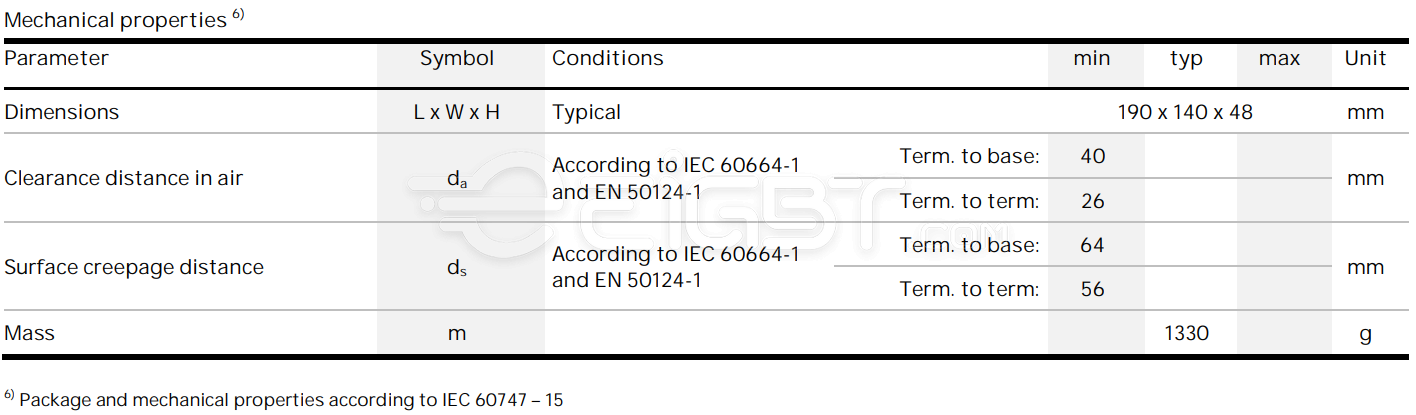 Mechanical properties 6)
Parameter Symbol Conditions min typ max Unit
Dimensions L x W x H Typical 190 x 140 x 48 mm
Clearance distance in air da According to IEC 60664-1 and EN 50124-1 Term. to base: 40 mm
Term. to term: 26
Surface creepage distance ds According to IEC 60664-1 and EN 50124-1 Term. to base: 64 mm
Term. to term: 56
Mass m 1330 g
6) Package and mechanical properties according to IEC 60747 – 15